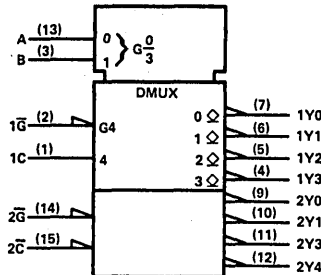 A (13) 0 G 0/3
B (3) 1
DMUX
1G̅ (2) G4 0 ◇ (7) 1Y0
1 ◇ (6) 1Y1
1C (1) 4 2 ◇ (5) 1Y2
3 ◇ (4) 1Y3
(9) 2Y0
2G̅ (14) (10) 2Y1
2C̅ (15) (11) 2Y3
(12) 2Y4